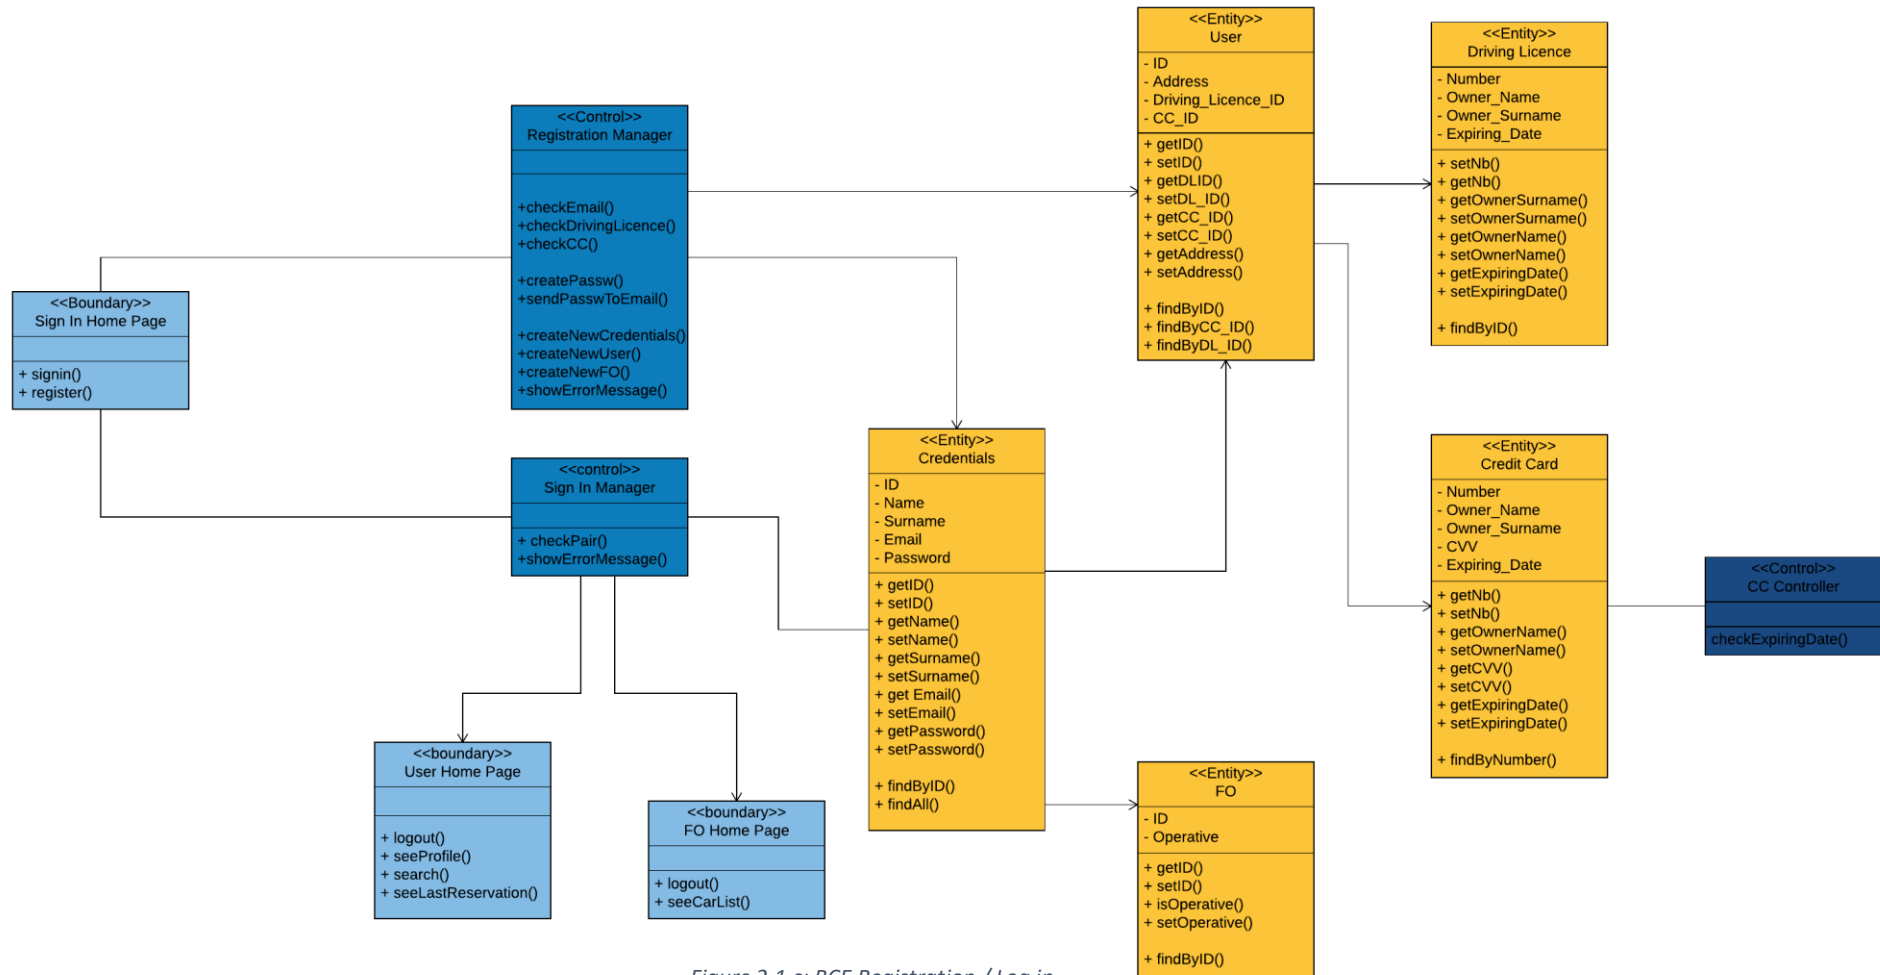 <<Entity>>
User
- ID
- Address
- Driving_Licence_ID
- CC_ID
+ getID()
+ setID()
+ getDLID()
+ setDL_ID()
+ getCC_ID()
+ setCC_ID()
+ getAddress()
+ setAddress()
+ findByID()
+ findByCC_ID()
+ findByDL_ID()
<<Entity>>
Driving Licence
- Number
- Owner_Name
- Owner_Surname
- Expiring_Date
+ setNb()
+ getNb()
+ getOwnerSurname()
+ setOwnerSurname()
+ getOwnerName()
+ setOwnerName()
+ getExpiringDate()
+ setExpiringDate()
+ findByID()
<<Control>>
Registration Manager
+checkEmail()
+checkDrivingLicence()
+checkCC()
+createPassw()
+sendPasswToEmail()
+createNewCredentials()
+createNewUser()
+createNewFO()
+showErrorMessage()
<<Boundary>>
Sign In Home Page
+ signin()
+ register()
<<control>>
Sign In Manager
+ checkPair()
+showErrorMessage()
<<Entity>>
Credentials
- ID
- Name
- Surname
- Email
- Password
+ getID()
+ setID()
+ getName()
+ setName()
+ getSurname()
+ setSurname()
+ get Email()
+ setEmail()
+ getPassword()
+ setPassword()
+ findByID()
+ findAll()
<<Entity>>
Credit Card
- Number
- Owner_Name
- Owner_Surname
- CVV
- Expiring_Date
+ getNb()
+ setNb()
+ getOwnerName()
+ setOwnerName()
+ getCVV()
+ setCVV()
+ getExpiringDate()
+ setExpiringDate()
+ findByNumber()
<<Control>>
CC Controller
checkExpiringDate()
<<boundary>>
User Home Page
+ logout()
+ seeProfile()
+ search()
+ seeLastReservation()
<<boundary>>
FO Home Page
+ logout()
+ seeCarList()
<<Entity>>
FO
- ID
- Operative
+ getID()
+ setID()
+ isOperative()
+ setOperative()
+ findByID()
BCE Registration / Log in